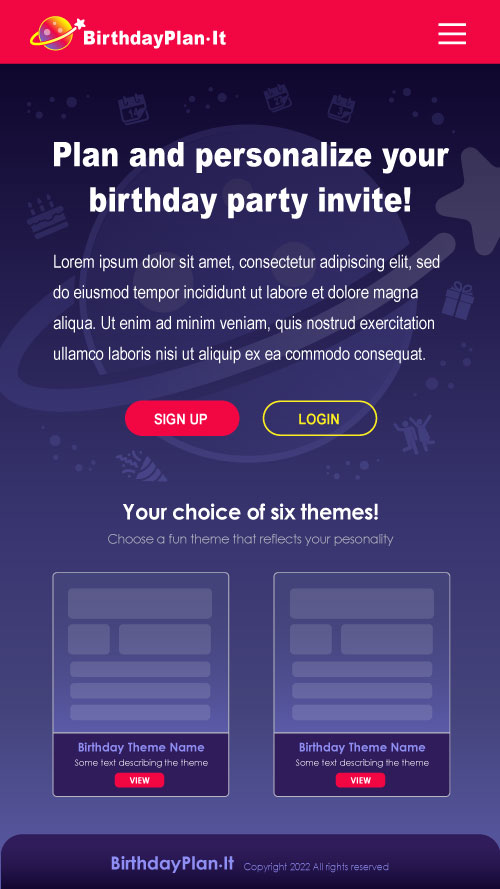 BirthdayPlan·It
Plan and personalize your
birthday party invite!
Lorem ipsum dolor sit amet, consectetur adipiscing elit, sed
do eiusmod tempor incididunt ut labore et dolore magna
aliqua. Ut enim ad minim veniam, quis nostrud exercitation
ullamco laboris nisi ut aliquip ex ea commodo consequat.
SIGN UP
LOGIN
Your choice of six themes!
Choose a fun theme that reflects your pesonality
Birthday Theme Name
Some text describing the theme
VIEW
Birthday Theme Name
Some text describing the theme
VIEW
BirthdayPlan·It Copyright 2022 All rights reserved